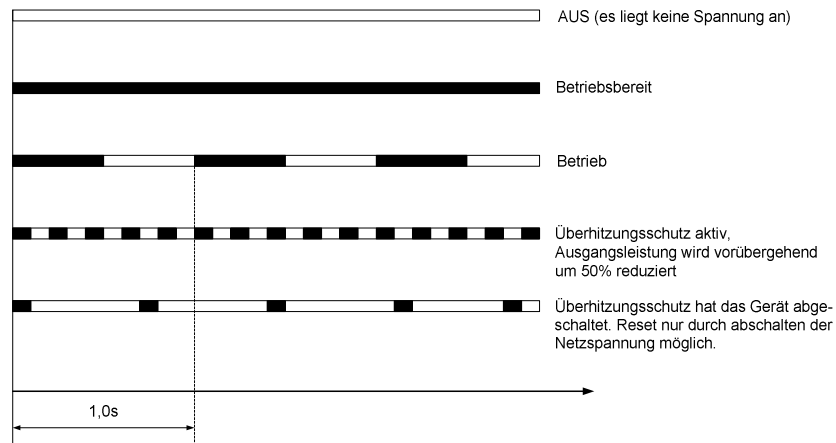 AUS (es liegt keine Spannung an)
Betriebsbereit
Betrieb
Überhitzungsschutz aktiv,
Ausgangsleistung wird vorübergehend
um 50% reduziert
Überhitzungsschutz hat das Gerät abge-
schaltet. Reset nur durch abschalten der
Netzspannung möglich.
1,0s